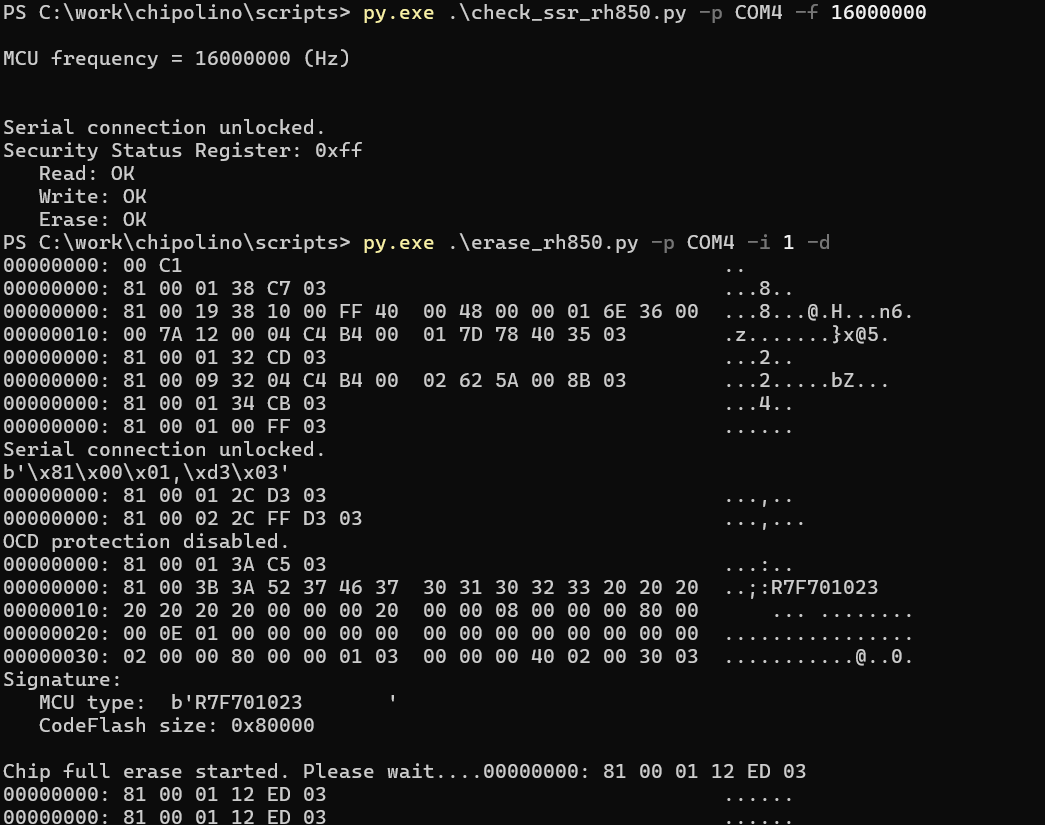 PS C:\work\chipolino\scripts> py.exe .\check_ssr_rh850.py -p COM4 -f 16000000
MCU frequency = 16000000 (Hz)
Serial connection unlocked.
Security Status Register: 0xff
Read: OK
Write: OK
Erase: OK
PS C:\work\chipolino\scripts> py.exe .\erase_rh850.py -p COM4 -i 1 -d
00000000: 00 C1 ..
00000000: 81 00 01 38 C7 03 ...8..
00000000: 81 00 19 38 10 00 FF 40 00 48 00 00 01 6E 36 00 ...8...@.H...n6.
00000010: 00 7A 12 00 04 C4 B4 00 01 7D 78 40 35 03 .z.......}x@5.
00000000: 81 00 01 32 CD 03 ...2..
00000000: 81 00 09 32 04 C4 B4 00 02 62 5A 00 8B 03 ...2.....bZ...
00000000: 81 00 01 34 CB 03 ...4..
00000000: 81 00 01 00 FF 03 ......
Serial connection unlocked.
b'\x81\x00\x01,\xd3\x03'
00000000: 81 00 01 2C D3 03 ...,..
00000000: 81 00 02 2C FF D3 03 ...,...
OCD protection disabled.
00000000: 81 00 01 3A C5 03 ...:..
00000000: 81 00 3B 3A 52 37 46 37 30 31 30 32 33 20 20 20 ..;:R7F701023
00000010: 20 20 20 20 00 00 00 20 00 00 08 00 00 00 80 00 ... ........
00000020: 00 0E 01 00 00 00 00 00 00 00 00 00 00 00 00 00 ................
00000030: 02 00 00 80 00 00 01 03 00 00 00 40 02 00 30 03 ...........@..0.
Signature:
MCU type: b'R7F701023       '
CodeFlash size: 0x80000
Chip full erase started. Please wait....00000000: 81 00 01 12 ED 03
00000000: 81 00 01 12 ED 03 ......
00000000: 81 00 01 12 ED 03 ......